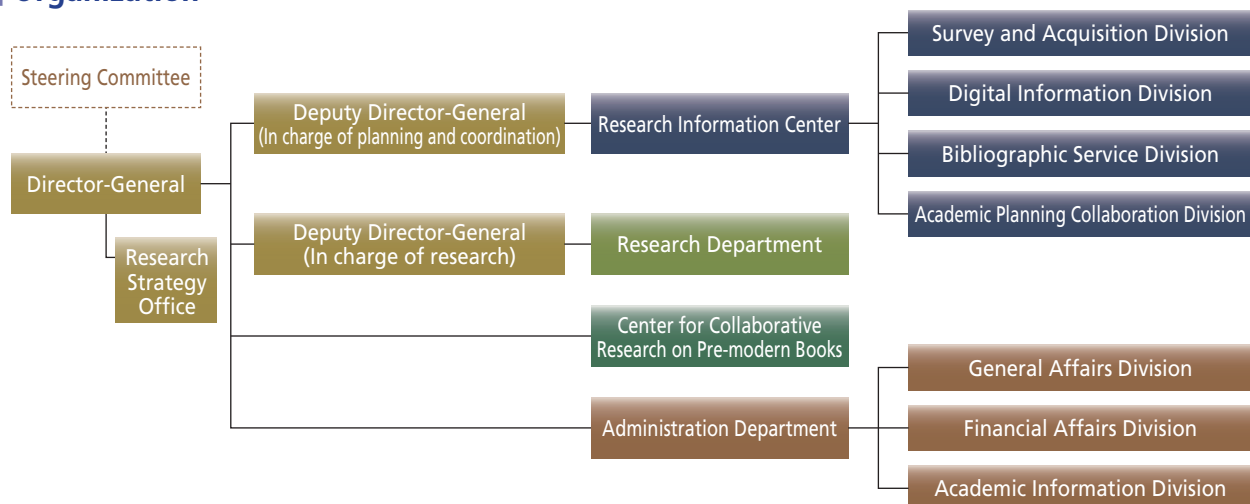 Organization
Steering Committee
Director-General
Research
Strategy
Office
Deputy Director-General
(In charge of planning and coordination)
Deputy Director-General
(In charge of research)
Research Information Center
Research Department
Center for Collaborative
Research on Pre-modern Books
Administration Department
Survey and Acquisition Division
Digital Information Division
Bibliographic Service Division
Academic Planning Collaboration Division
General Affairs Division
Financial Affairs Division
Academic Information Division